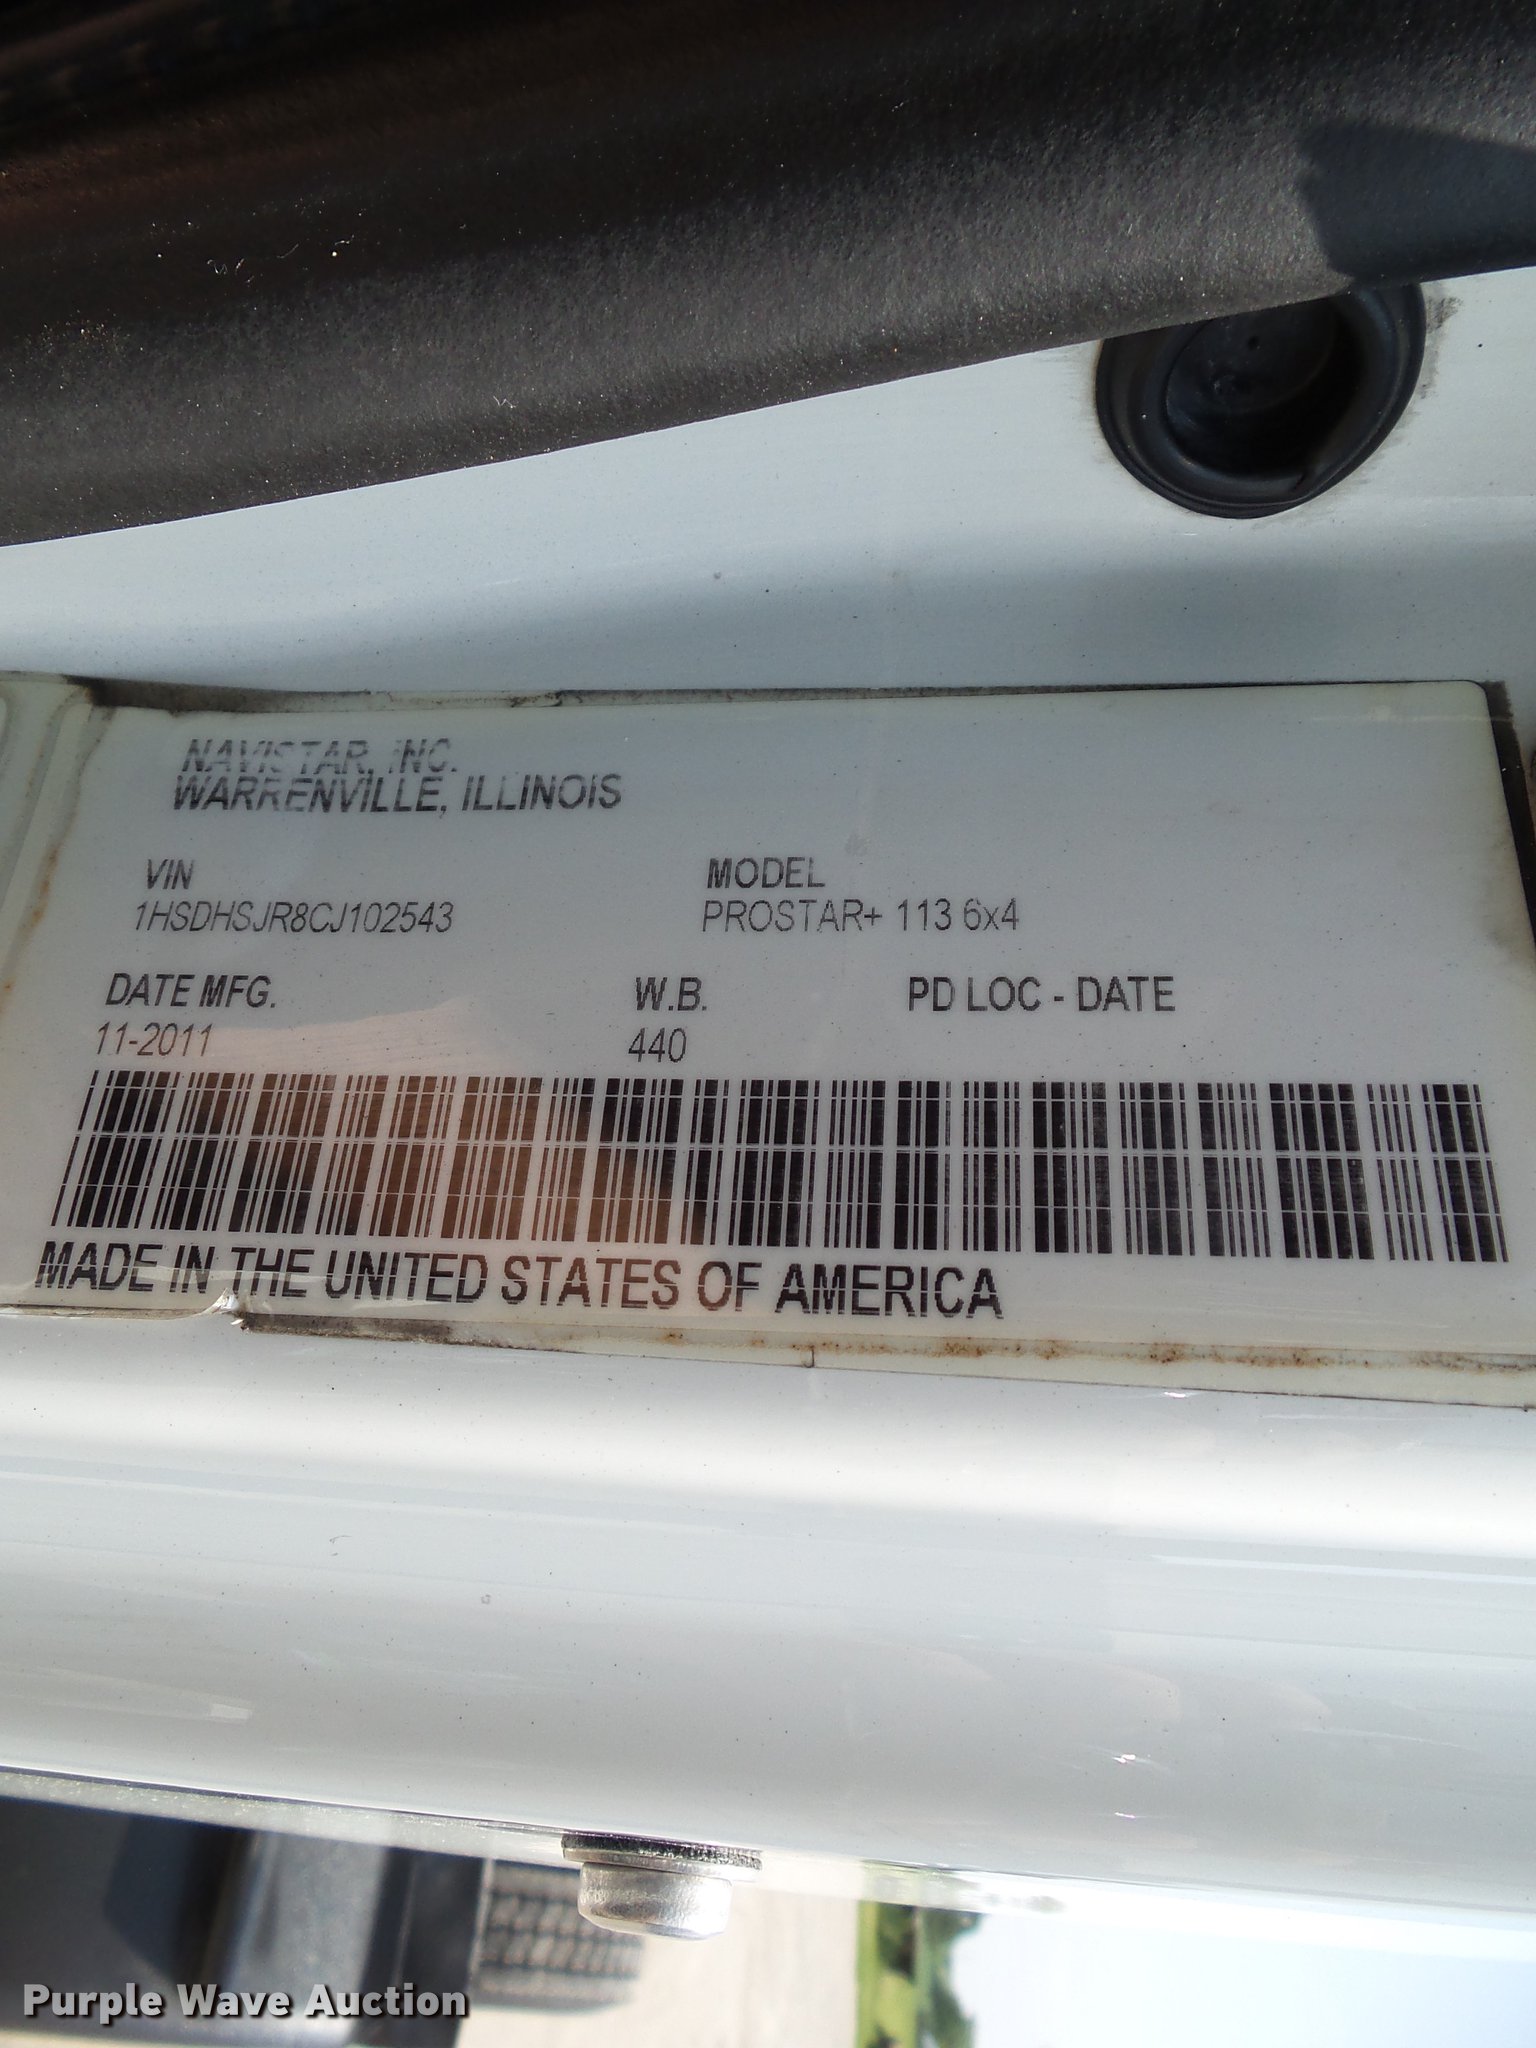 NAVISTAR, INC.
WARRENVILLE, ILLINOIS
VIN MODEL
1HSDHSJR8CJ102543 PROSTAR+ 113 6x4
DATE MFG. W.B. PD LOC - DATE
11-2011 440
MADE IN THE UNITED STATES OF AMERICA
Purple Wave Auction